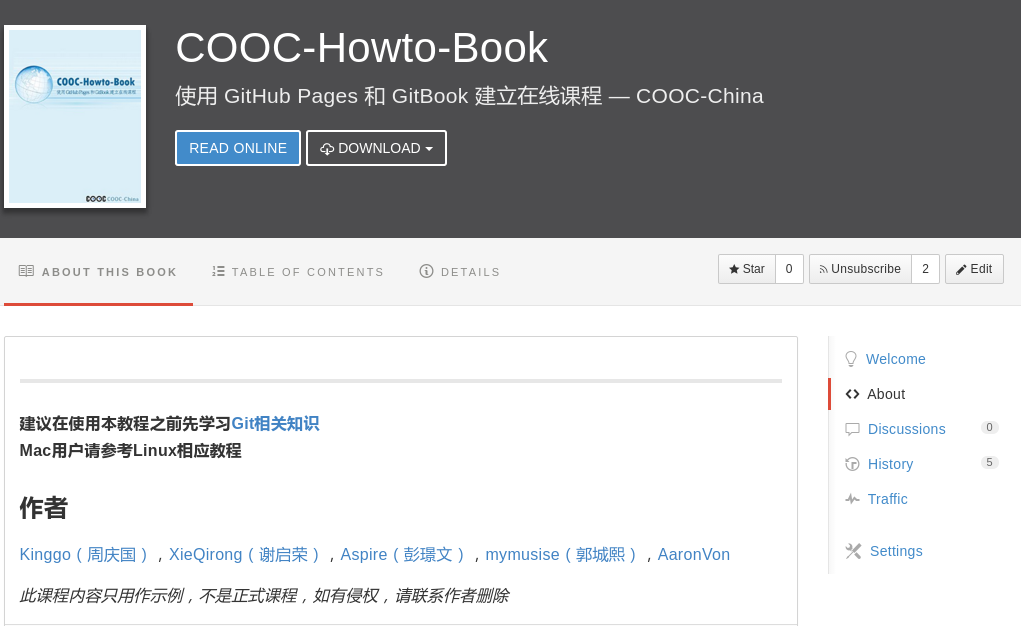 COOC-Howto-Book
使用 GitHub Pages 和 GitBook 建立在线课程 — COOC-China
READ ONLINE
DOWNLOAD
COOC-Howto-Book
使用 GitHub Pages 和 GitBook 建立在线课程
COOC COOC-China
ABOUT THIS BOOK
TABLE OF CONTENTS
DETAILS
Star 0
Unsubscribe 2
Edit
建议在使用本教程之前先学习Git相关知识
Mac用户请参考Linux相应教程
作者
Kinggo（周庆国），XieQirong（谢启荣），Aspire（彭璟文），mymusise（郭城熙），AaronVon
此课程内容只用作示例，不是正式课程，如有侵权，请联系作者删除
Welcome
About
Discussions 0
History 5
Traffic
Settings